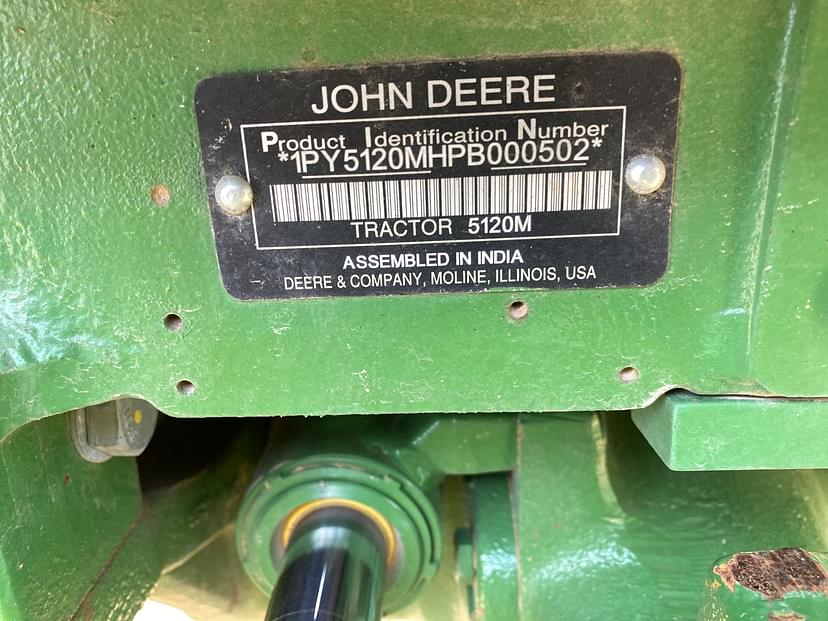 JOHN DEERE
Product Identification Number
*1PY5120MHPB000502*
TRACTOR 5120M
ASSEMBLED IN INDIA
DEERE & COMPANY, MOLINE, ILLINOIS, USA